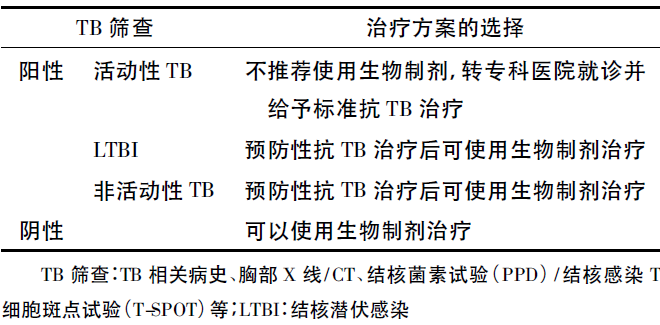 TB 筛查 治疗方案的选择
阳性 活动性 TB 不推荐使用生物制剂,转专科医院就诊并
给予标准抗 TB 治疗
LTBI 预防性抗 TB 治疗后可使用生物制剂治疗
非活动性 TB 预防性抗 TB 治疗后可使用生物制剂治疗
阴性 可以使用生物制剂治疗
TB 筛查:TB 相关病史、胸部 X 线/CT、结核菌素试验(PPD)/结核感染 T
细胞斑点试验(T-SPOT)等;LTBI:结核潜伏感染